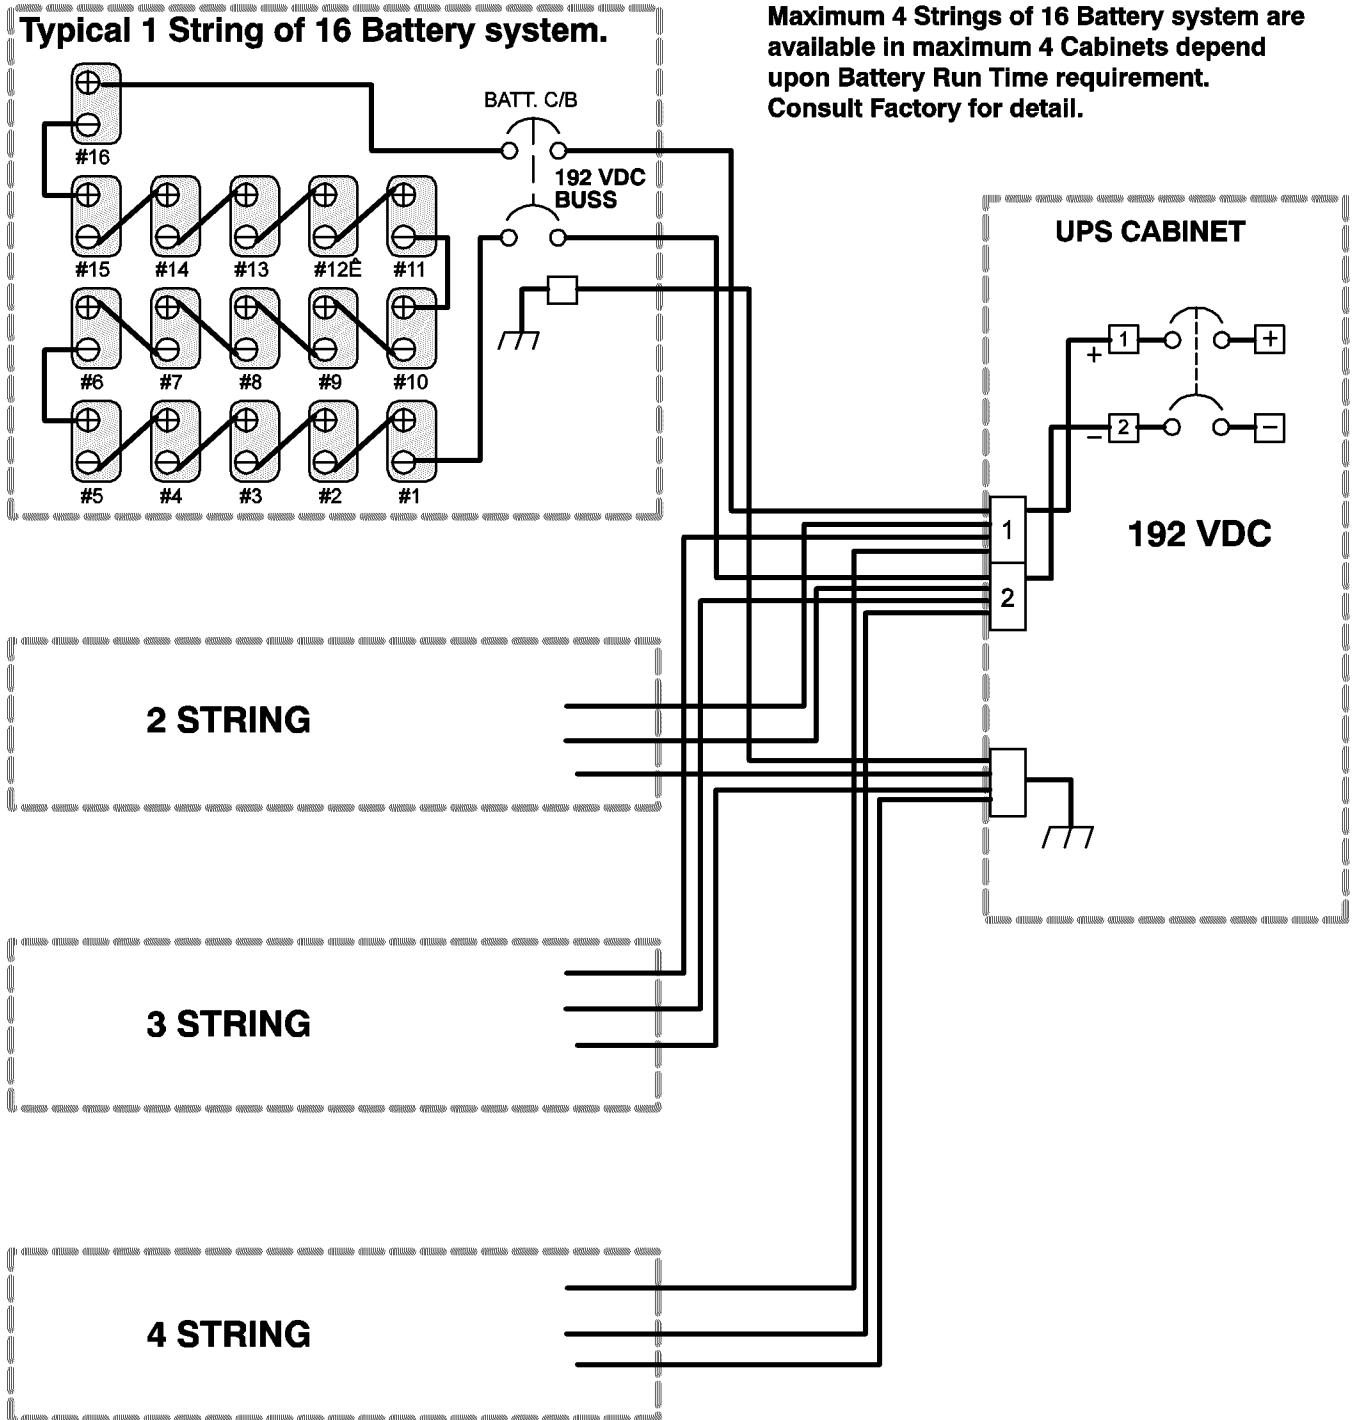 Typical 1 String of 16 Battery system.
Maximum 4 Strings of 16 Battery system are
available in maximum 4 Cabinets depend
upon Battery Run Time requirement.
Consult Factory for detail.
BATT. C/B
#16
192 VDC
BUSS
#15 #14 #13 #12Ê #11
#6 #7 #8 #9 #10
#5 #4 #3 #2 #1
UPS CABINET
+ 1 +
– 2 –
192 VDC
1
2
2 STRING
3 STRING
4 STRING